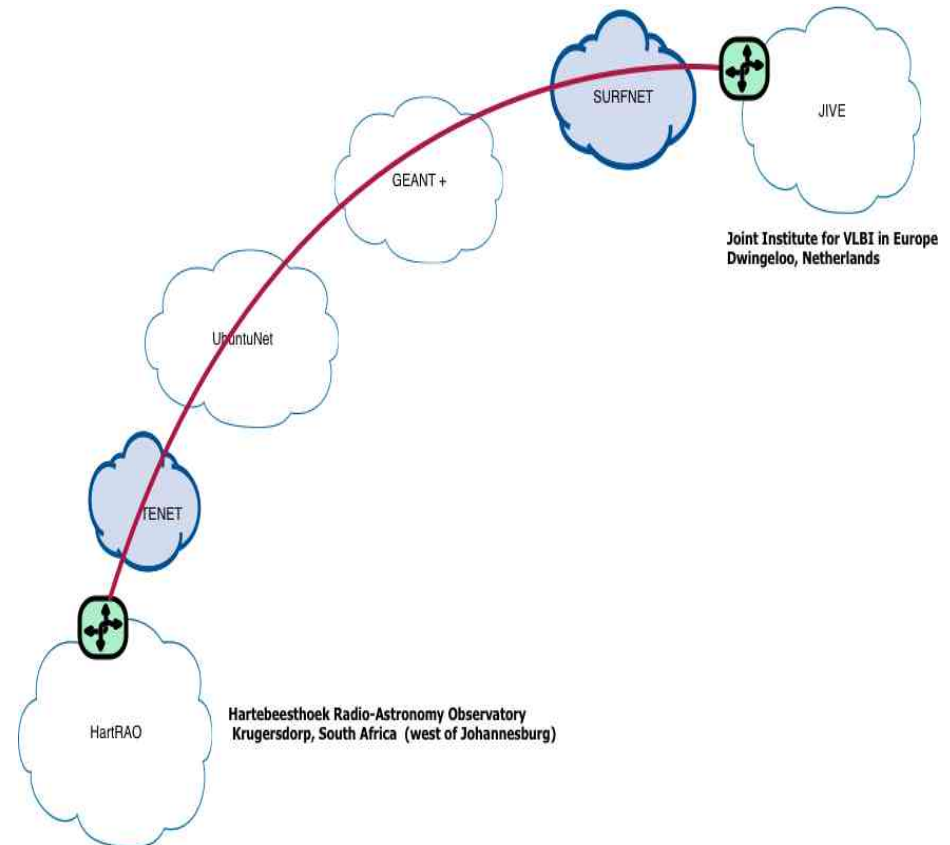 SURFNET
JIVE
GEANT +
Joint Institute for VLBI in Europe
Dwingeloo, Netherlands
UbuntuNet
TENET
HartRAO
Hartebeesthoek Radio-Astronomy Observatory
Krugersdorp, South Africa (west of Johannesburg)